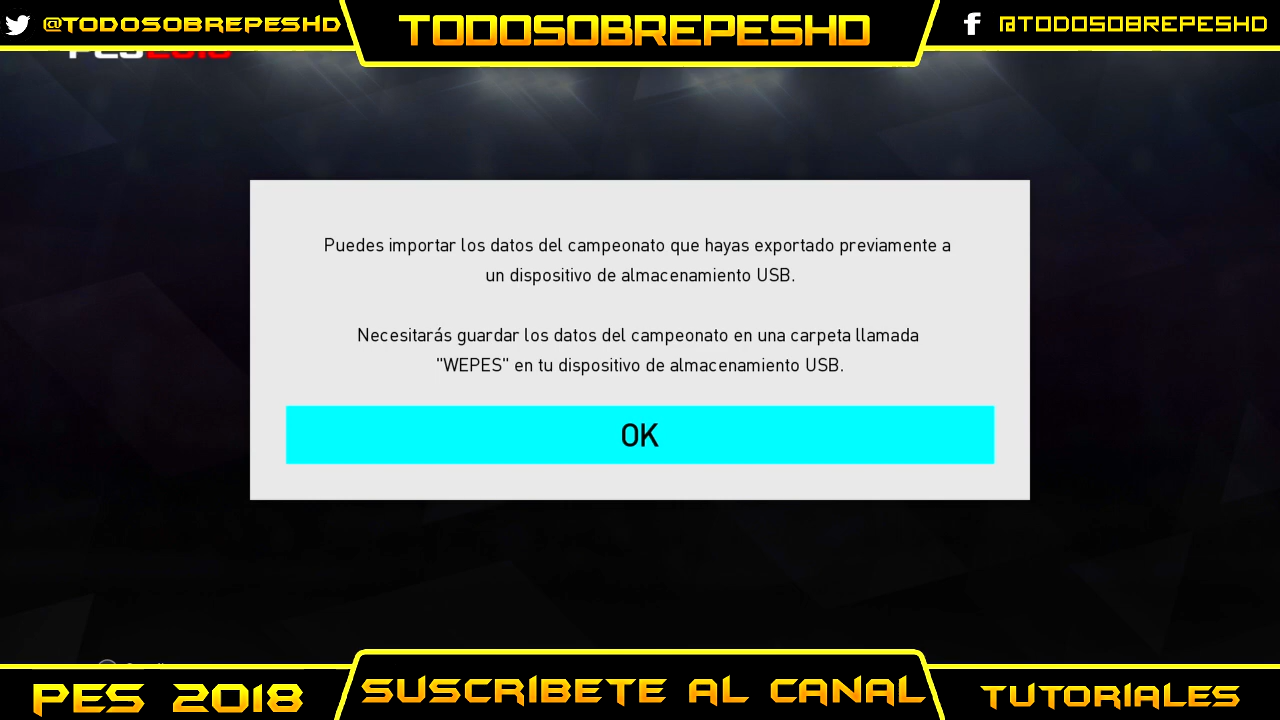 @TODOSOBREPESHD
TODOSOBREPESHD
@TODOSOBREPESHD
PES2018
Puedes importar los datos del campeonato que hayas exportado previamente a
un dispositivo de almacenamiento USB.
Necesitarás guardar los datos del campeonato en una carpeta llamada
"WEPES" en tu dispositivo de almacenamiento USB.
OK
PES 2018
SUSCRÍBETE AL CANAL
TUTORIALES